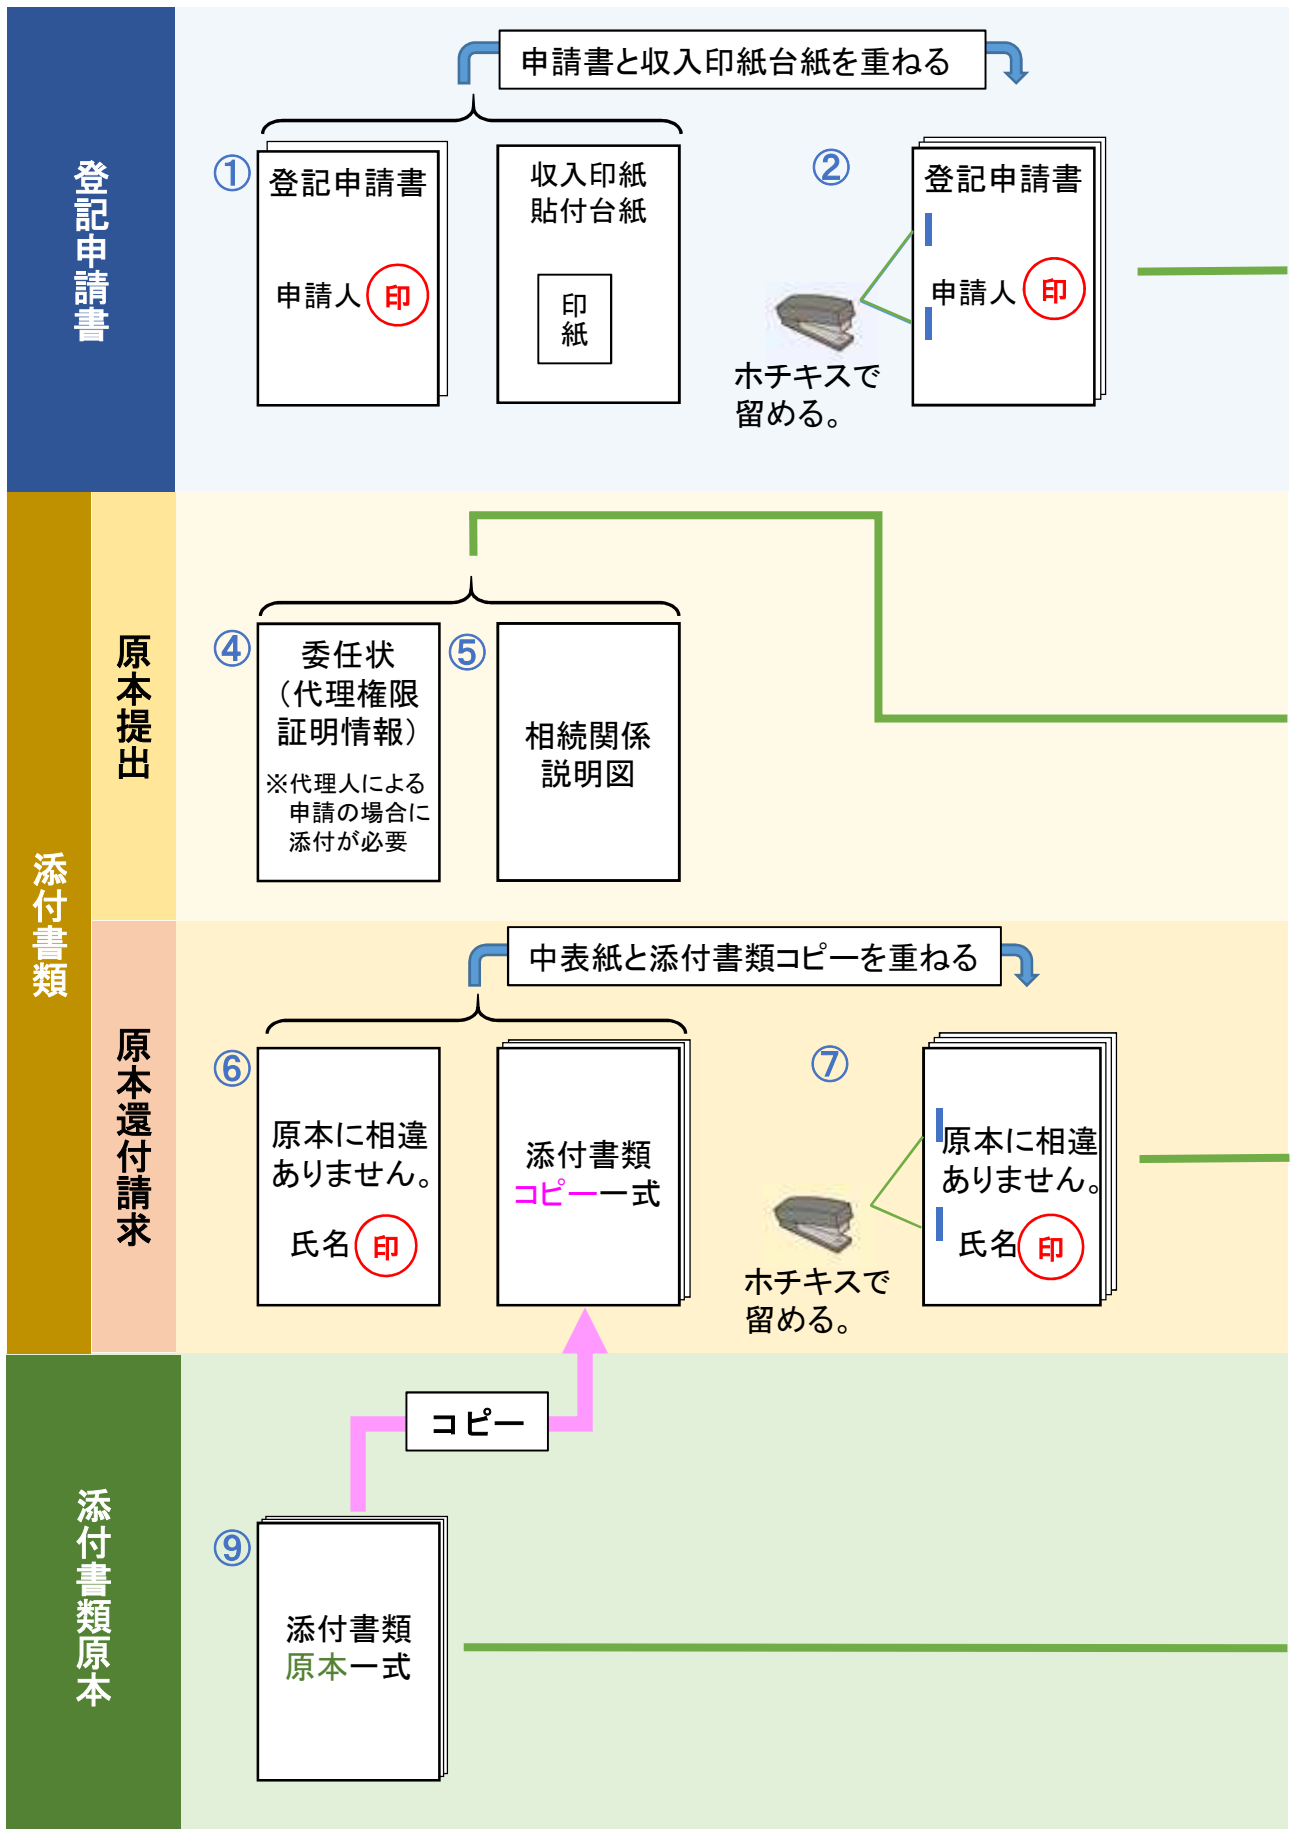 登記申請書
申請書と収入印紙台紙を重ねる
①
登記申請書
申請人 印
収入印紙
貼付台紙
印
紙
②
登記申請書
申請人 印
ホチキスで
留める。
添付書類
原本提出
④
委任状
（代理権限
証明情報）
※代理人による
申請の場合に
添付が必要
⑤
相続関係
説明図
原本還付請求
中表紙と添付書類コピーを重ねる
⑥
原本に相違
ありません。
氏名 印
添付書類
コピー一式
⑦
原本に相違
ありません。
氏名 印
ホチキスで
留める。
添付書類原本
コピー
⑨
添付書類
原本一式